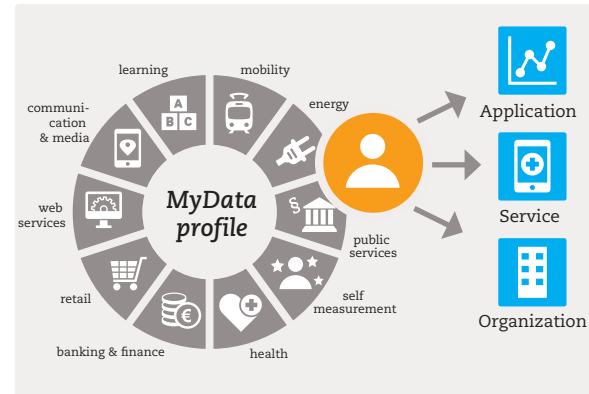 learning
mobility
communi-
cation
& media
energy
A
B C
web
services
MyData
profile
§
public
services
retail
self
measurement
€
banking & finance
health
Application
Service
Organization